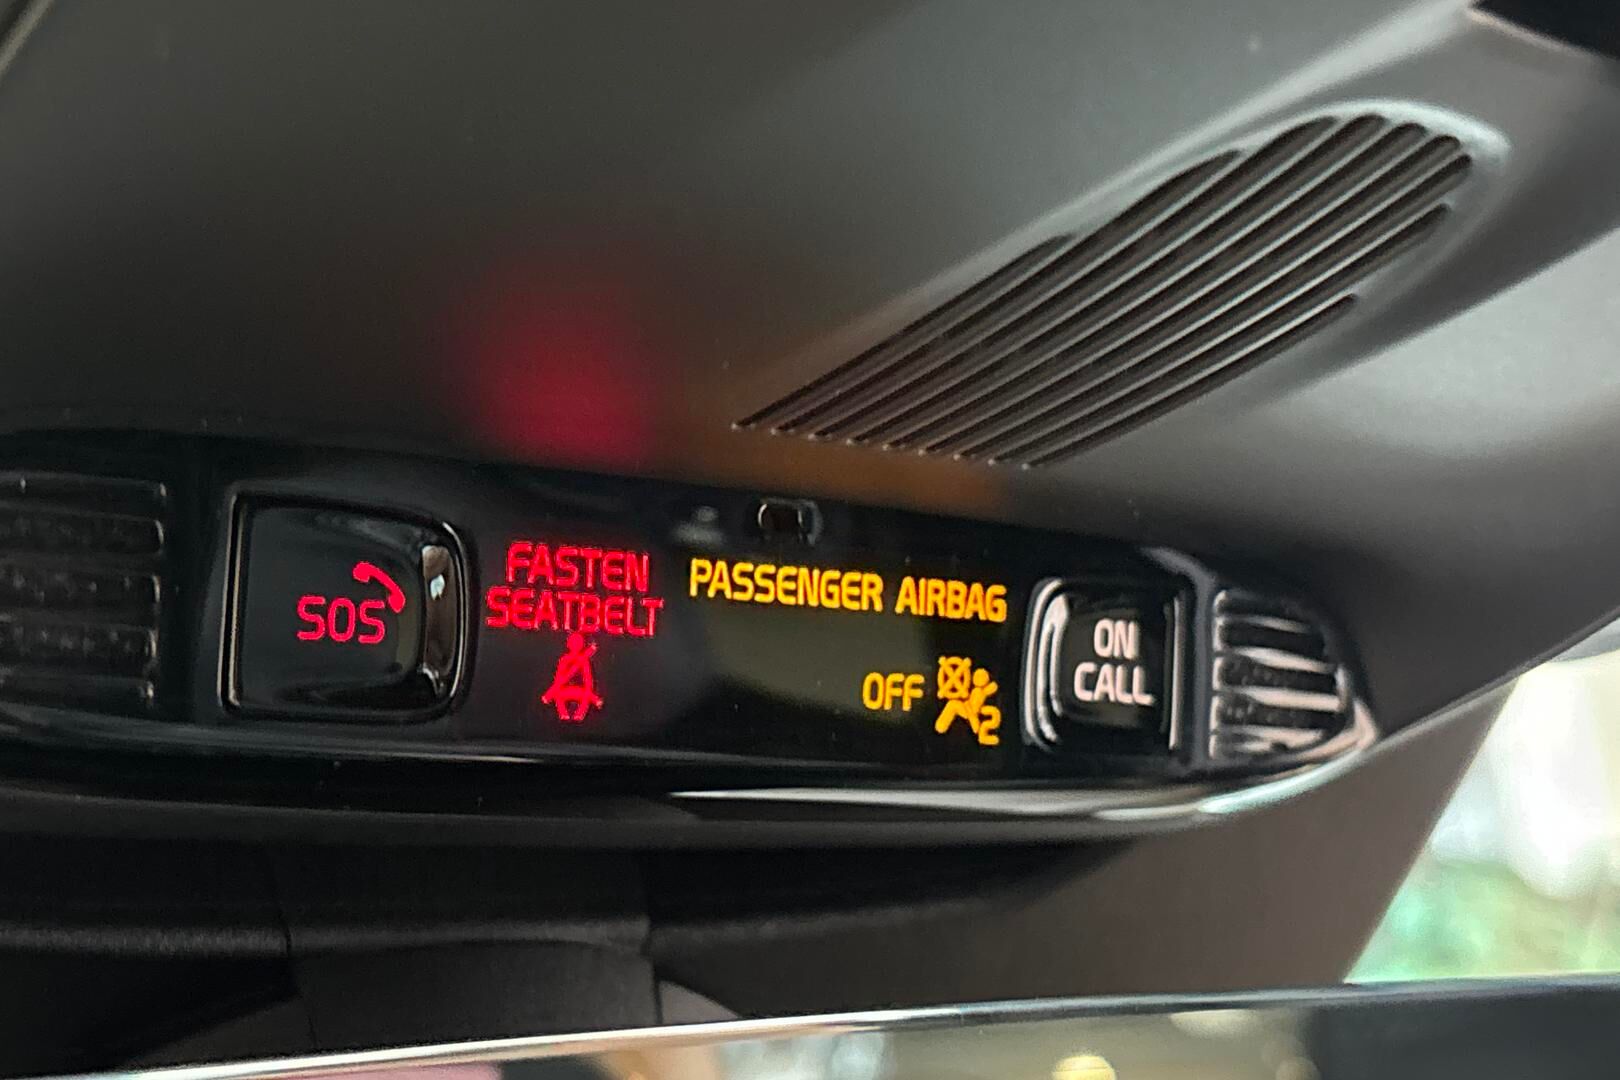 SOS
FASTEN
SEATBELT
PASSENGER AIRBAG
OFF 2
ON
CALL